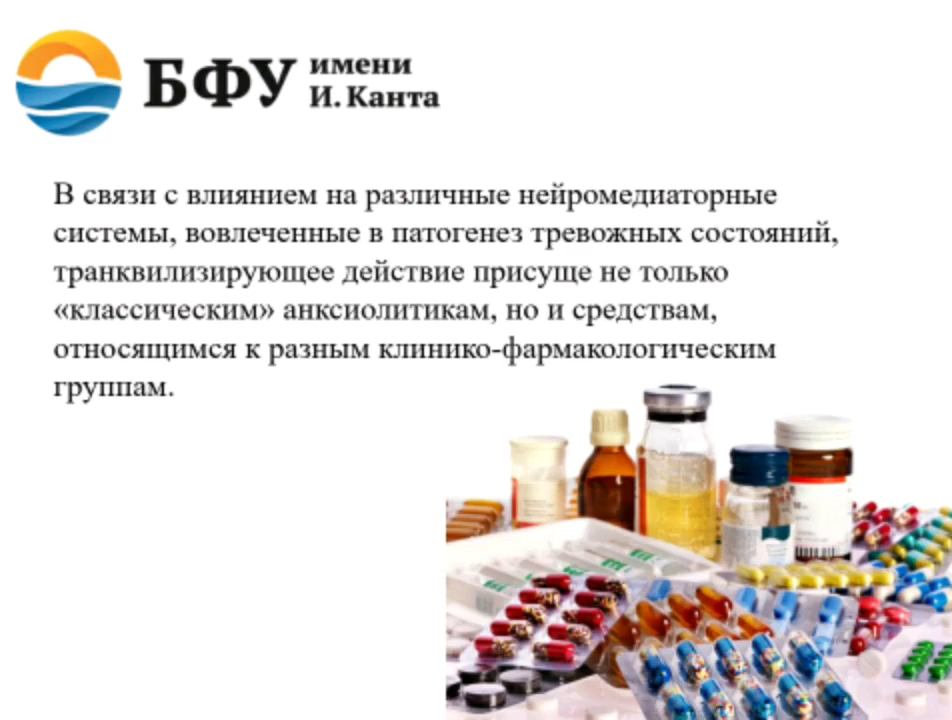 БФУ имени
И. Канта
В связи с влиянием на различные нейромедиаторные
системы, вовлеченные в патогенез тревожных состояний,
транквилизирующее действие присуще не только
«классическим» анксиолитикам, но и средствам,
относящимся к разным клинико-фармакологическим
группам.